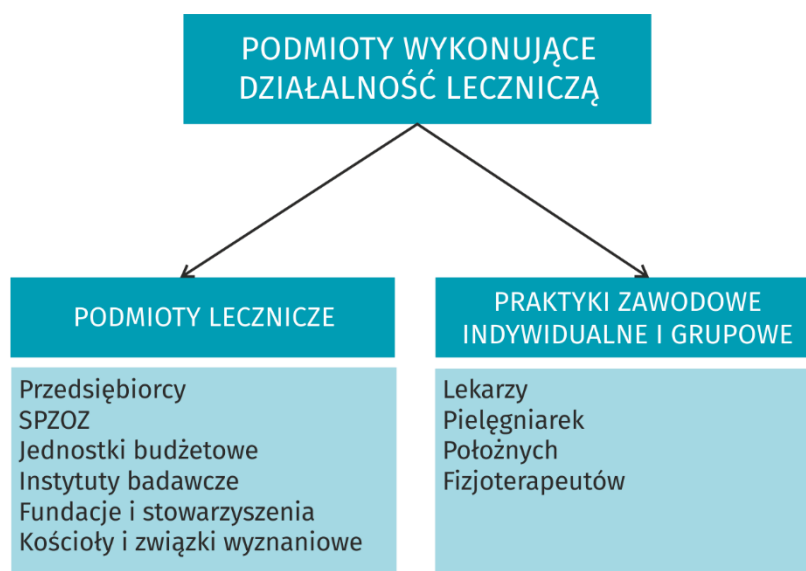 PODMIOTY WYKONUJĄCE
DZIAŁALNOŚĆ LECZNICZĄ
PODMIOTY LECZNICZE
Przedsiębiorcy
SPZOZ
Jednostki budżetowe
Instytuty badawcze
Fundacje i stowarzyszenia
Kościoły i związki wyznaniowe
PRAKTYKI ZAWODOWE
INDYWIDUALNE I GRUPOWE
Lekarzy
Pielęgniarek
Położnych
Fizjoterapeutów